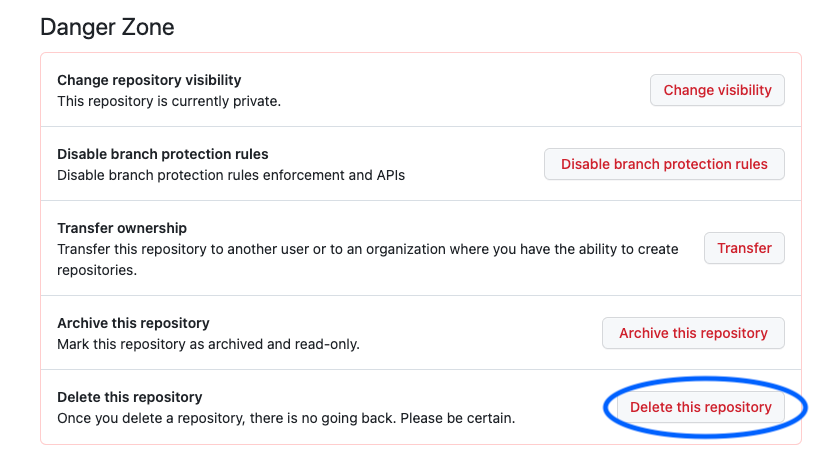 Danger Zone
Change repository visibility
This repository is currently private.
Change visibility
Disable branch protection rules
Disable branch protection rules enforcement and APIs
Disable branch protection rules
Transfer ownership
Transfer this repository to another user or to an organization where you have the ability to create
repositories.
Transfer
Archive this repository
Mark this repository as archived and read-only.
Archive this repository
Delete this repository
Once you delete a repository, there is no going back. Please be certain.
Delete this repository